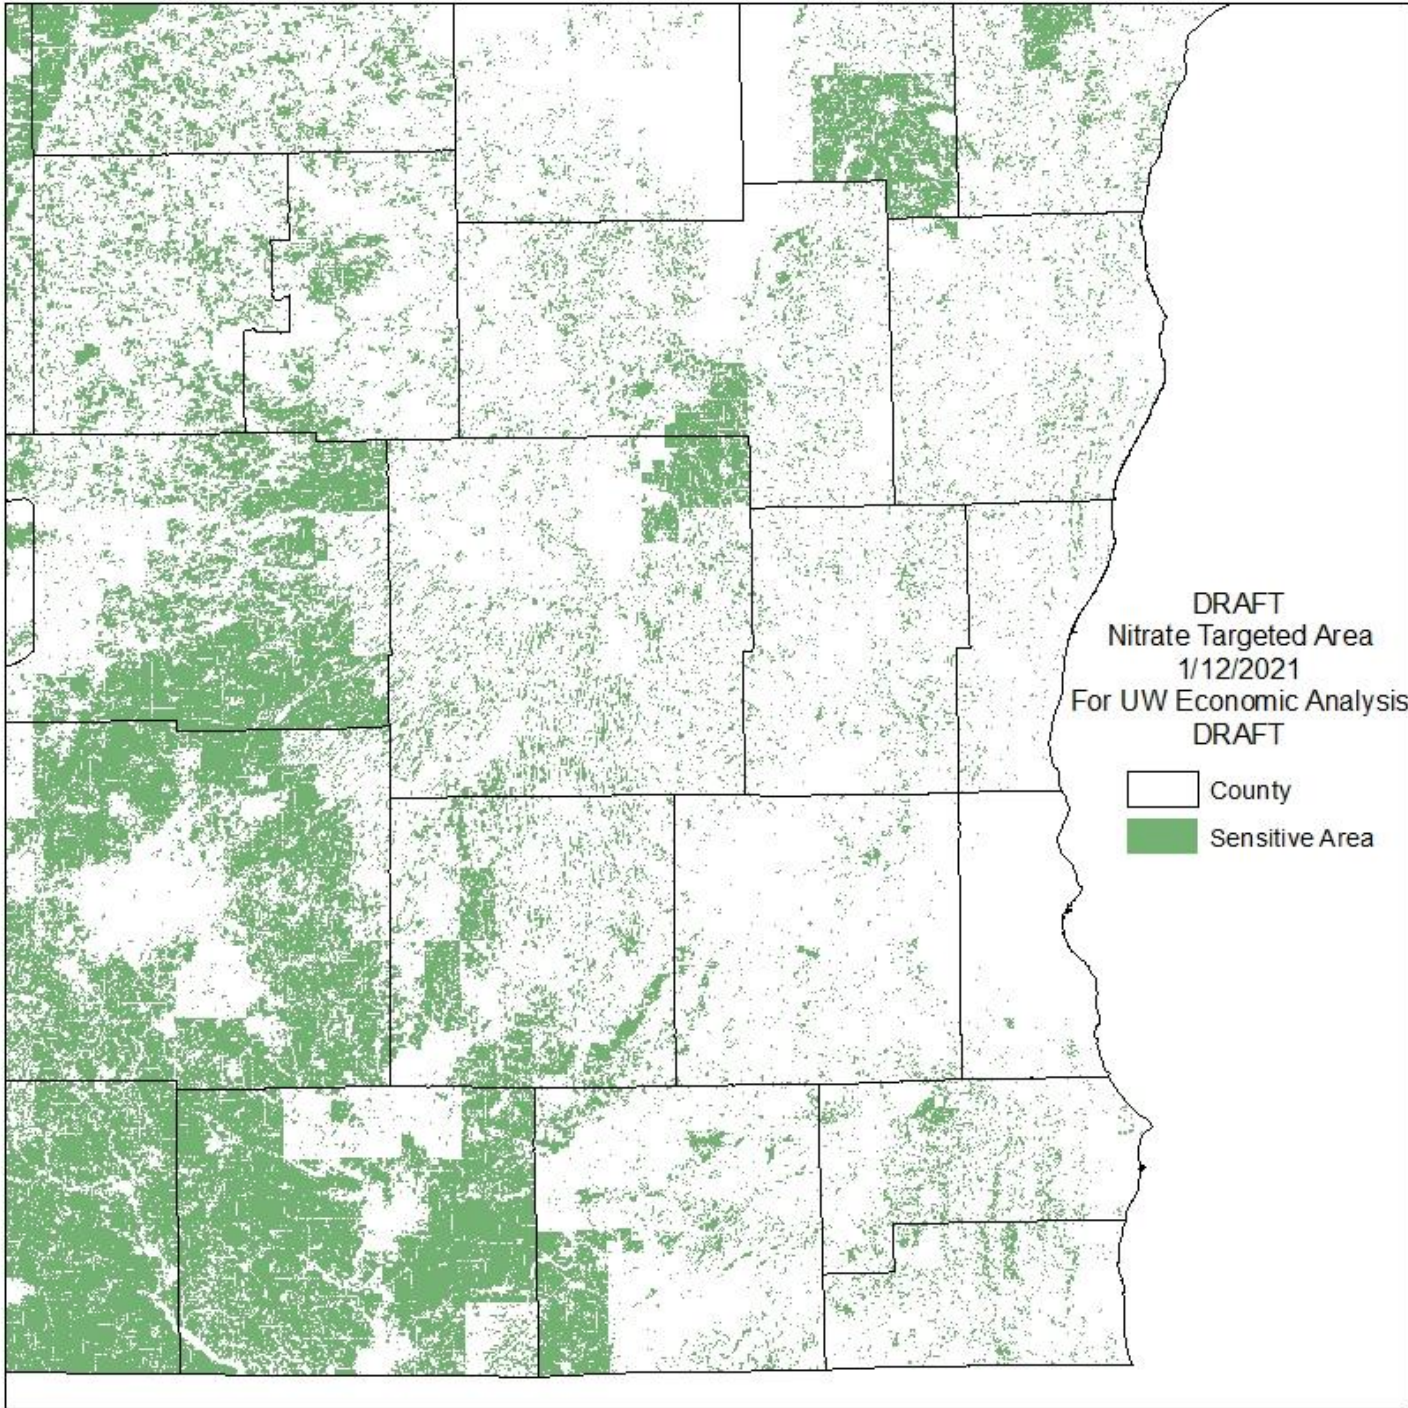 DRAFT
Nitrate Targeted Area
1/12/2021
For UW Economic Analysis
DRAFT
County
Sensitive Area